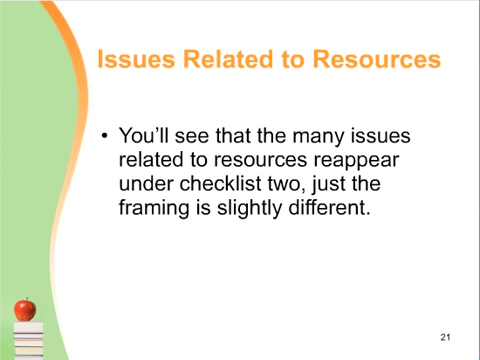 Issues Related to Resources
• You’ll see that the many issues
related to resources reappear
under checklist two, just the
framing is slightly different.
21